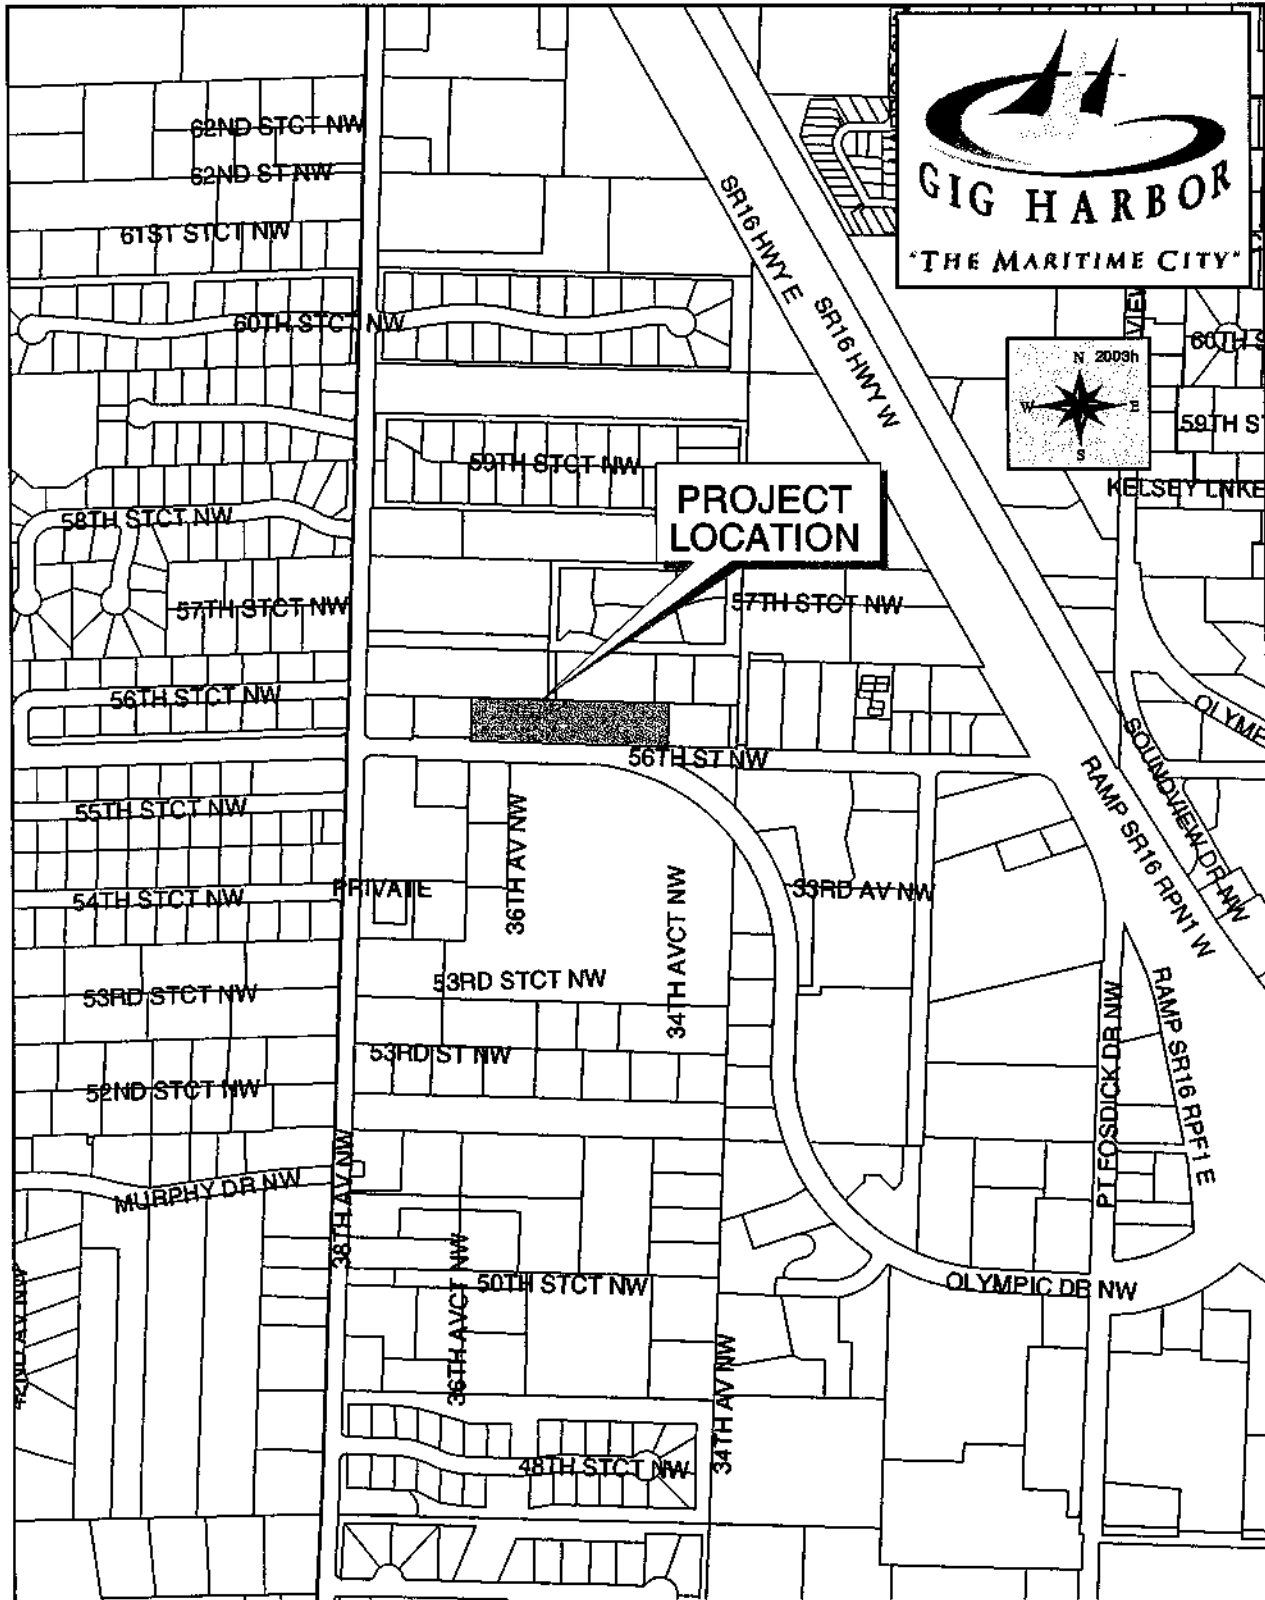 GIG HARBOR
"THE MARITIME CITY"
62ND STCT NW
62ND ST NW
61ST STCT NW
SR16 HWY E
SR16 HWY W
60TH STCT NW
VIEW
60TH S
N 2003h
W E
S
59TH ST
59TH STCT NW
KELSEY LNKE
PROJECT
LOCATION
58TH STCT NW
57TH STCT NW
57TH STCT NW
56TH STCT NW
OLYMP
56TH ST NW
SOUNDVIEW DR NW
RAMP SR16 RPN1 W
55TH STCT NW
36TH AV NW
54TH STCT NW
PRIVATE
33RD AV NW
34TH AVCT NW
53RD STCT NW
53RD STCT NW
RAMP SR16 RPF1 E
PT FOSDICK DR NW
53RD ST NW
52ND STCT NW
MURPHY DR NW
38TH AV NW
36TH AVCT NW
50TH STCT NW
OLYMPIC DR NW
42ND AV NW
34TH AV NW
48TH STCT NW